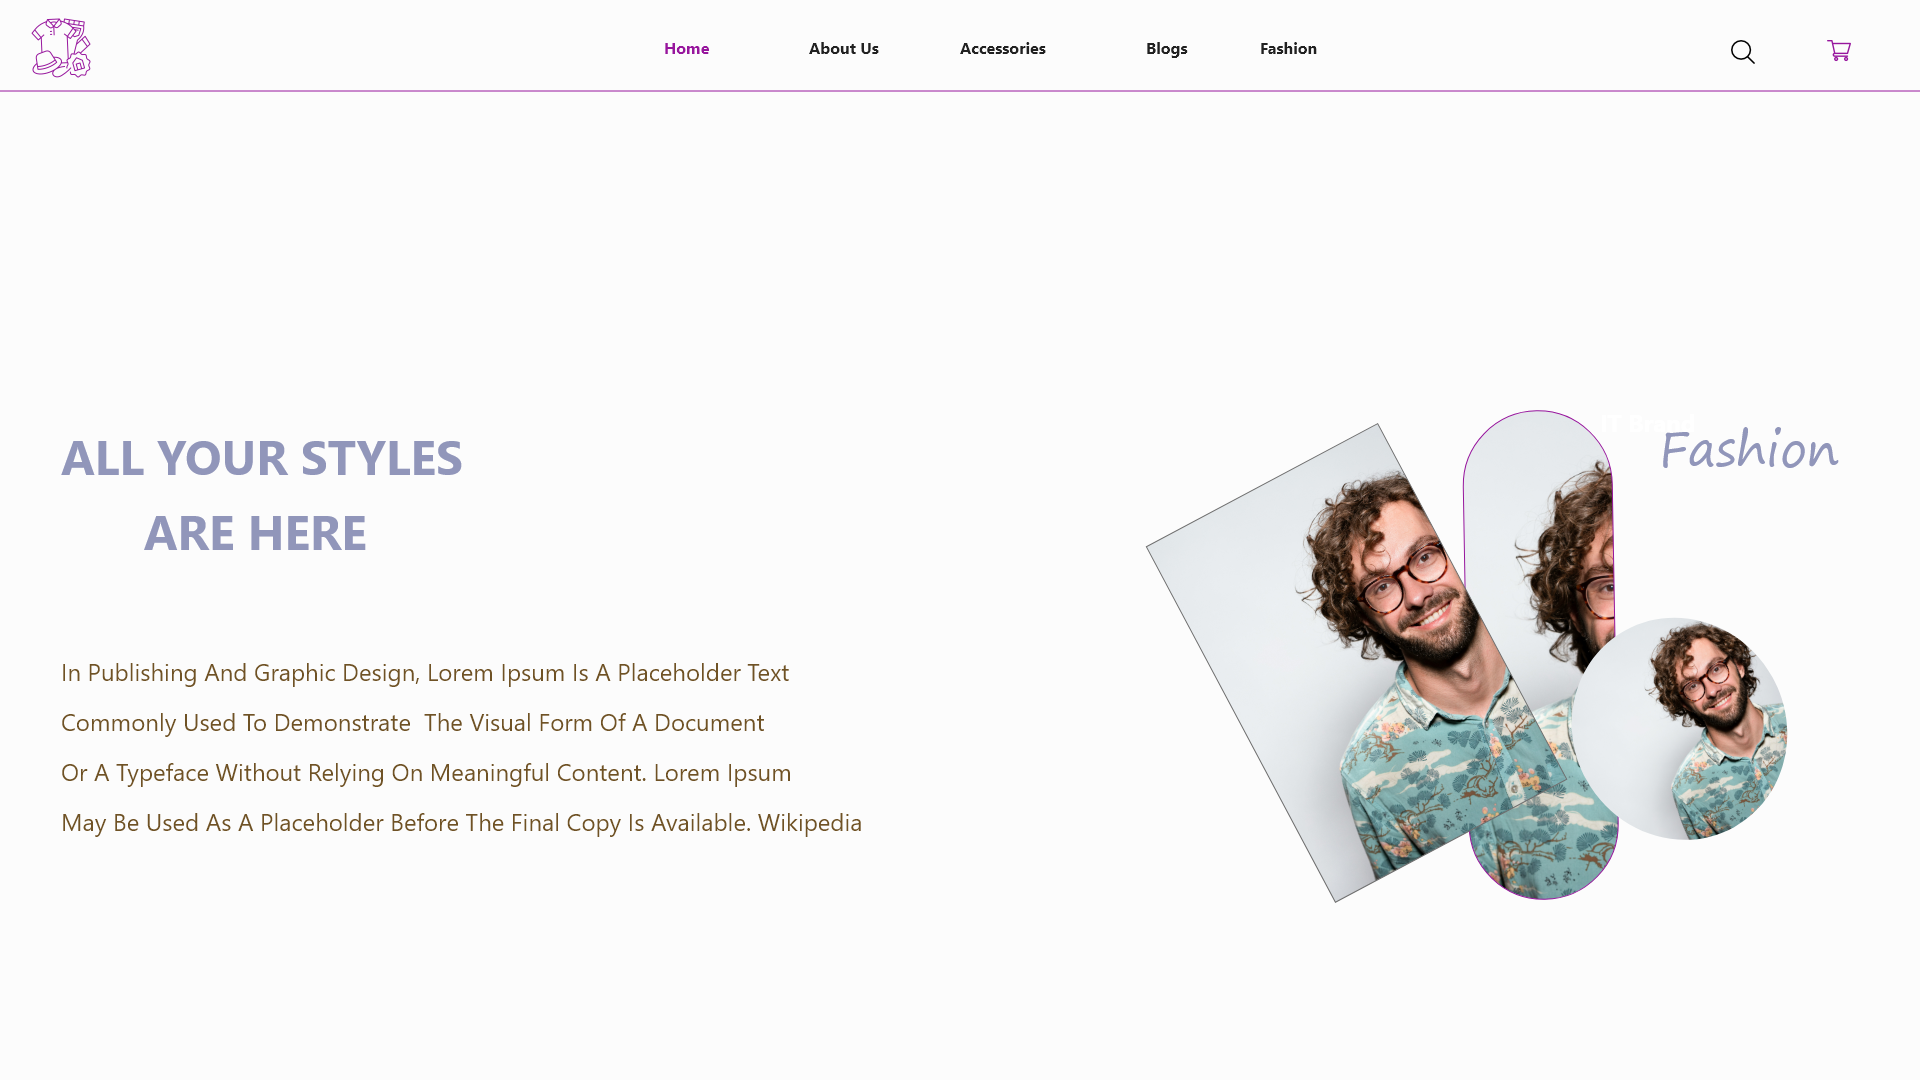 Home
About Us
Accessories
Blogs
Fashion
ALL YOUR STYLES
ARE HERE
In Publishing And Graphic Design, Lorem Ipsum Is A Placeholder Text
Commonly Used To Demonstrate  The Visual Form Of A Document
Or A Typeface Without Relying On Meaningful Content. Lorem Ipsum
May Be Used As A Placeholder Before The Final Copy Is Available. Wikipedia
Fashion